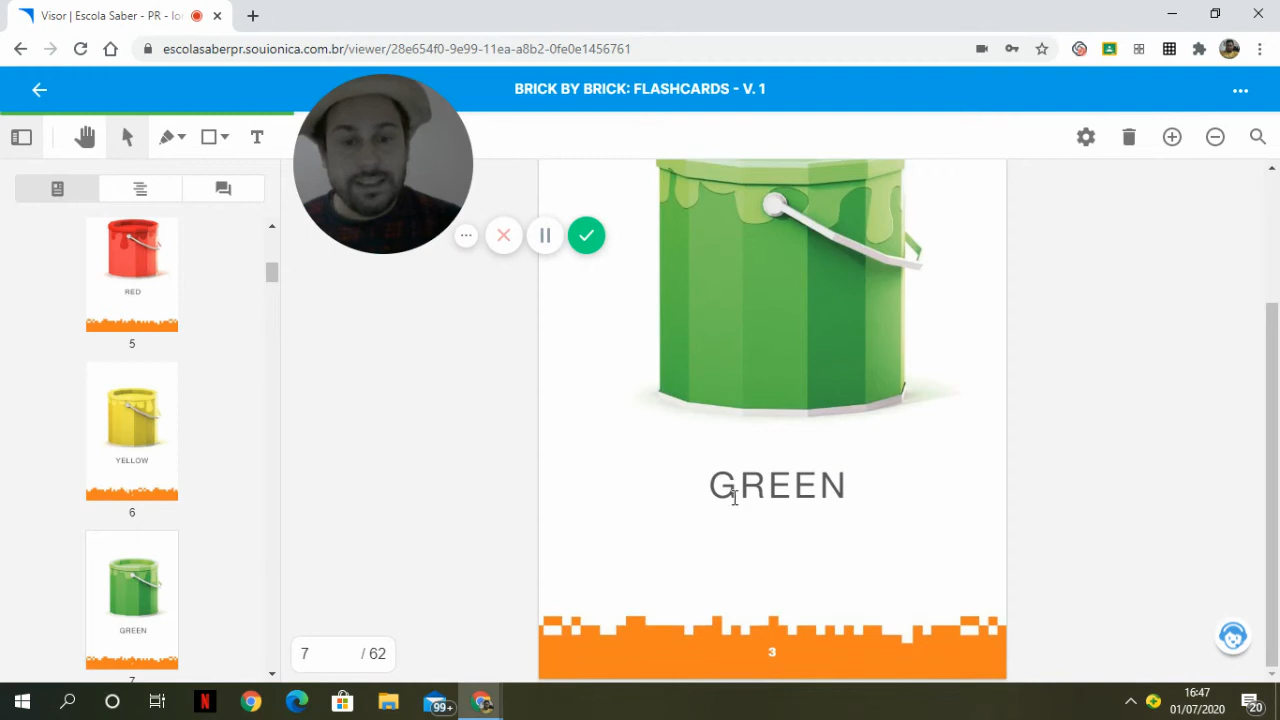 Visor | Escola Saber - PR - Ion
escolasaberpr.souionica.com.br/viewer/28e654f0-9e99-11ea-a8b2-0fe0e1456761
BRICK BY BRICK: FLASHCARDS - V. 1
T
RED
5
YELLOW
6
GREEN
7
GREEN
3
7 / 62
N
99+
16:47
01/07/2020
20